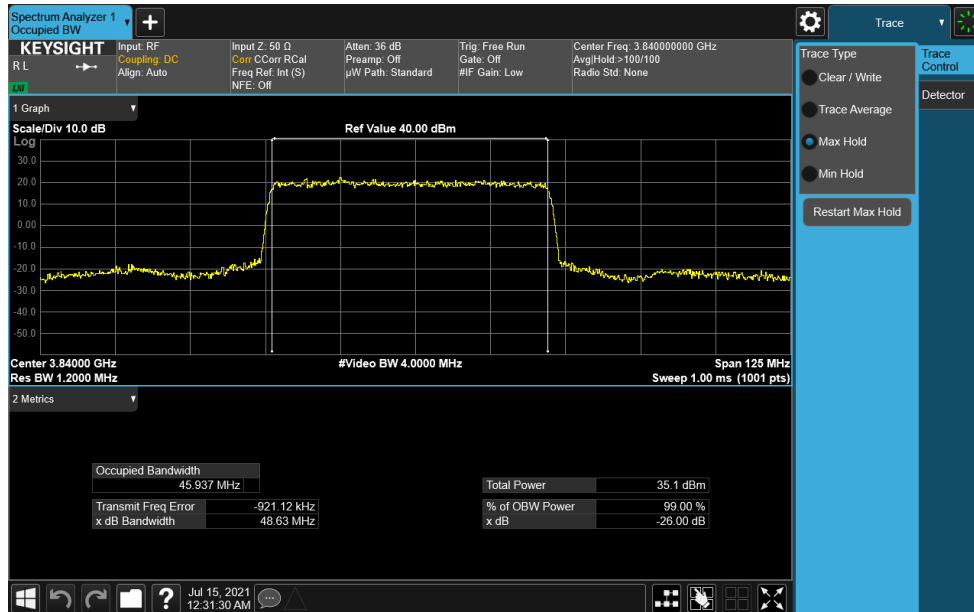 Spectrum Analyzer 1
Occupied BW
Trace
KEYSIGHT
R L
LXI
Input: RF
Coupling: DC
Align: Auto
Input Z: 50 Ω
Corr CCorr RCal
Freq Ref: Int (S)
NFE: Off
Atten: 36 dB
Preamp: Off
µW Path: Standard
Trig: Free Run
Gate: Off
#IF Gain: Low
Center Freq: 3.840000000 GHz
Avg|Hold:>100/100
Radio Std: None
Trace Type
Clear / Write
Trace Average
Max Hold
Min Hold
Restart Max Hold
Trace
Control
Detector
1 Graph
Scale/Div 10.0 dB
Ref Value 40.00 dBm
Log
30.0
20.0
10.0
0.00
-10.0
-20.0
-30.0
-40.0
-50.0
Center 3.84000 GHz
#Video BW 4.0000 MHz
Span 125 MHz
Res BW 1.2000 MHz
Sweep 1.00 ms (1001 pts)
2 Metrics
Occupied Bandwidth
45.937 MHz
Transmit Freq Error -921.12 kHz
x dB Bandwidth 48.63 MHz
Total Power 35.1 dBm
% of OBW Power 99.00 %
x dB -26.00 dB
?
Jul 15, 2021
12:31:30 AM